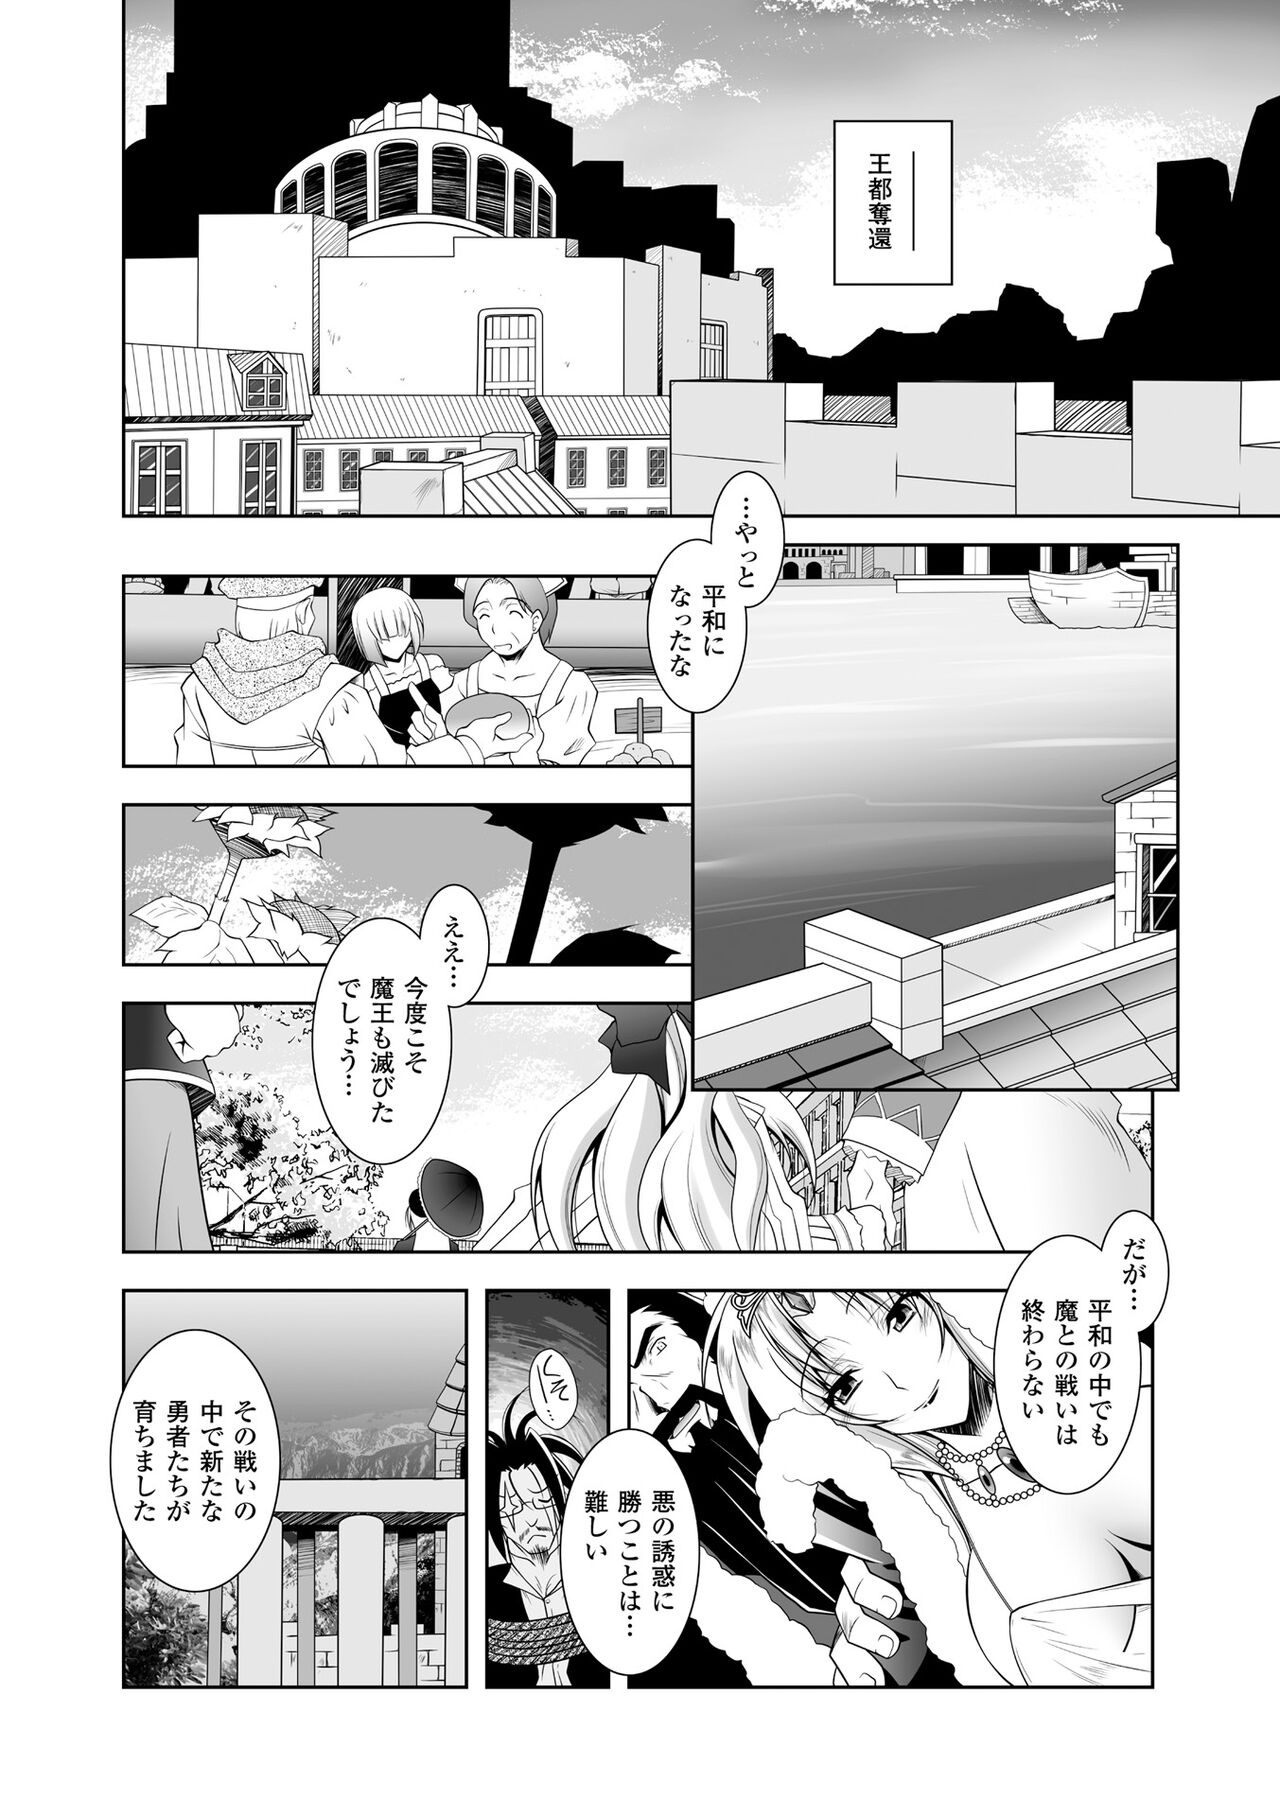 ――
王都奪還
…やっと
平和に
なったな
ええ…
今度こそ
魔王も滅びた
でしょう…
だが…
平和の中でも
魔との戦いは
終わらない
悪の誘惑に
勝つことは…
難しい
くそ…
その戦いの
中で新たな
勇者たちが
育ちました